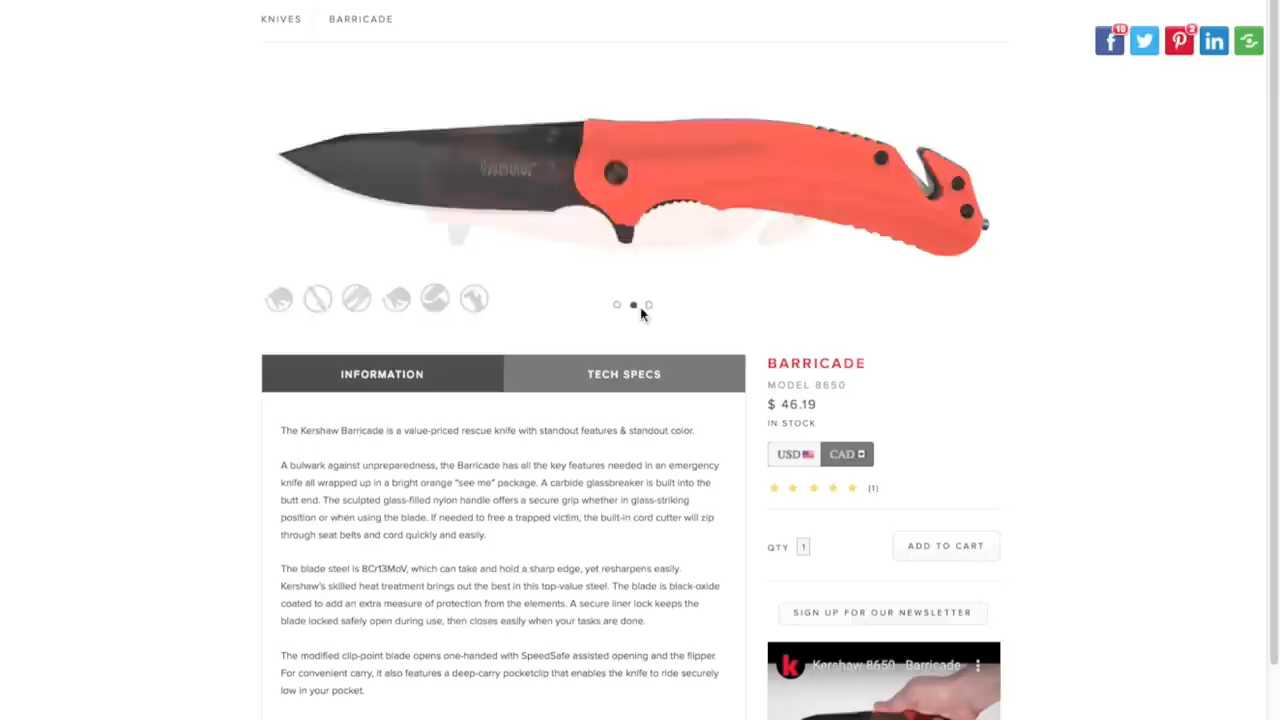 KNIVES BARRICADE
10 2
INFORMATION TECH SPECS
The Kershaw Barricade is a value-priced rescue knife with standout features & standout color.
A bulwark against unpreparedness, the Barricade has all the key features needed in an emergency
knife all wrapped up in a bright orange “see me” package. A carbide glassbreaker is built into the
butt end. The sculpted glass-filled nylon handle offers a secure grip whether in glass-striking
position or when using the blade. If needed to free a trapped victim, the built-in cord cutter will zip
through seat belts and cord quickly and easily.
The blade steel is 8Cr13MoV, which can take and hold a sharp edge, yet resharpens easily.
Kershaw's skilled heat treatment brings out the best in this top-value steel. The blade is black-oxide
coated to add an extra measure of protection from the elements. A secure liner lock keeps the
blade locked safely open during use, then closes easily when your tasks are done.
The modified clip-point blade opens one-handed with SpeedSafe assisted opening and the flipper.
For convenient carry, it also features a deep-carry pocketclip that enables the knife to ride securely
low in your pocket.
BARRICADE
MODEL 8650
$ 46.19
IN STOCK
USD CAD
(1)
QTY 1 ADD TO CART
SIGN UP FOR OUR NEWSLETTER
Kershaw 8650 Barricade